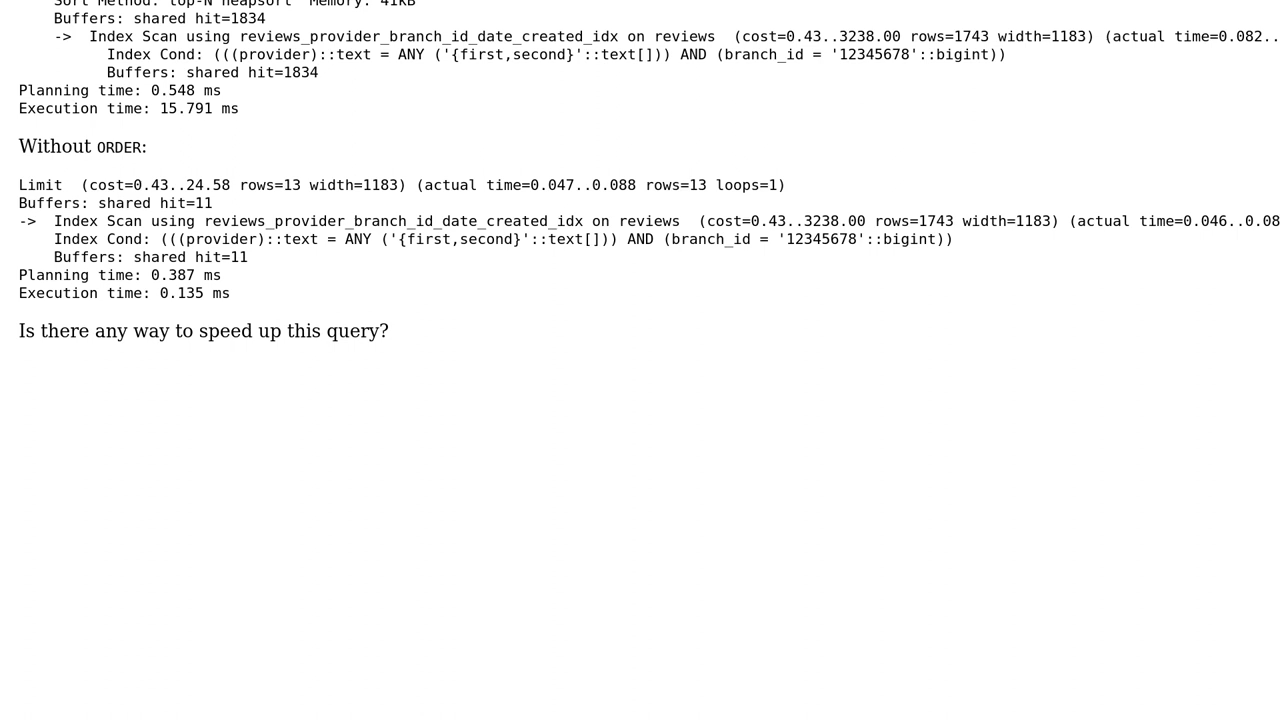 Sort Method: top-N heapsort  Memory: 41kB
Buffers: shared hit=1834
->  Index Scan using reviews_provider_branch_id_date_created_idx on reviews  (cost=0.43..3238.00 rows=1743 width=1183) (actual time=0.082..
Index Cond: (((provider)::text = ANY ('{first,second}'::text[])) AND (branch_id = '12345678'::bigint))
Buffers: shared hit=1834
Planning time: 0.548 ms
Execution time: 15.791 ms
Without ORDER:
Limit  (cost=0.43..24.58 rows=13 width=1183) (actual time=0.047..0.088 rows=13 loops=1)
Buffers: shared hit=11
->  Index Scan using reviews_provider_branch_id_date_created_idx on reviews  (cost=0.43..3238.00 rows=1743 width=1183) (actual time=0.046..0.08
Index Cond: (((provider)::text = ANY ('{first,second}'::text[])) AND (branch_id = '12345678'::bigint))
Buffers: shared hit=11
Planning time: 0.387 ms
Execution time: 0.135 ms
Is there any way to speed up this query?